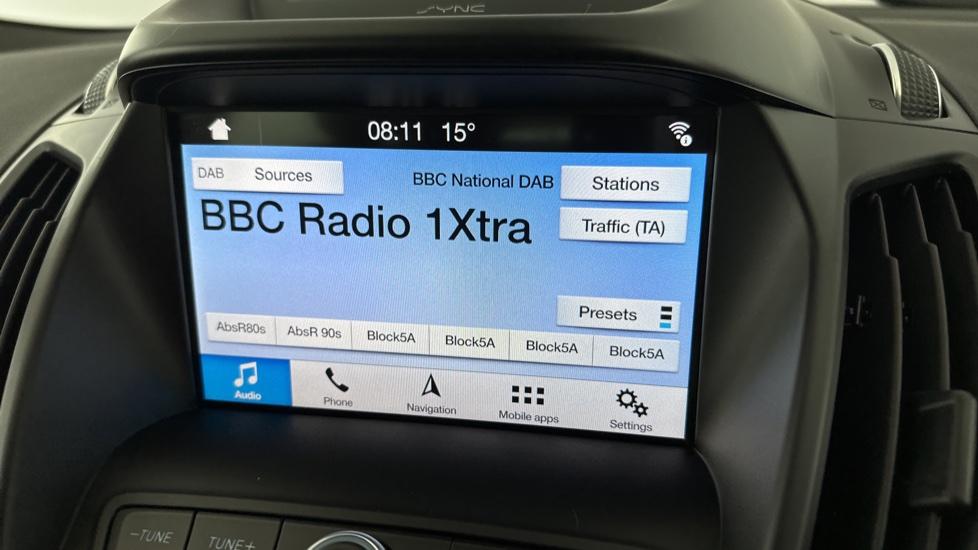 SYNC
08:11 15°
DAB Sources
BBC National DAB
Stations
BBC Radio 1Xtra
Traffic (TA)
Presets
AbsR80s AbsR 90s Block5A Block5A Block5A Block5A
Audio Phone Navigation Mobile apps Settings
-TUNE TUNE+